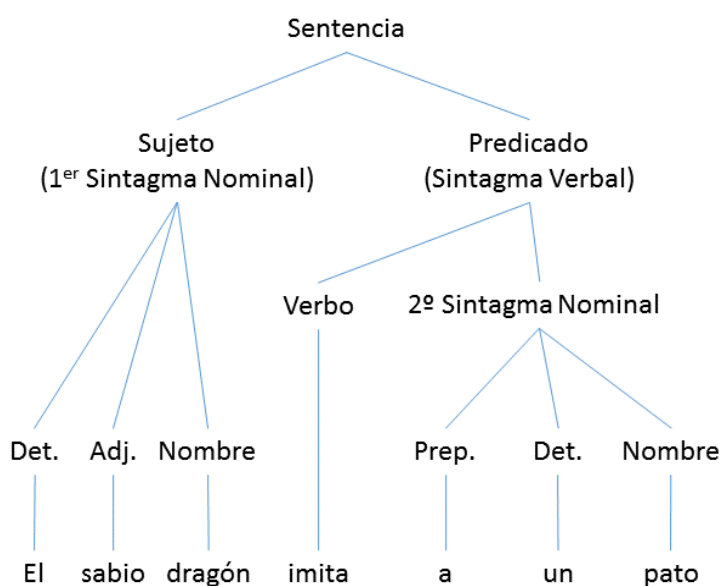 Sentencia
Sujeto
(1er Sintagma Nominal)
Predicado
(Sintagma Verbal)
Verbo
2º Sintagma Nominal
Det. Adj. Nombre Prep. Det. Nombre
El sabio dragón imita a un pato